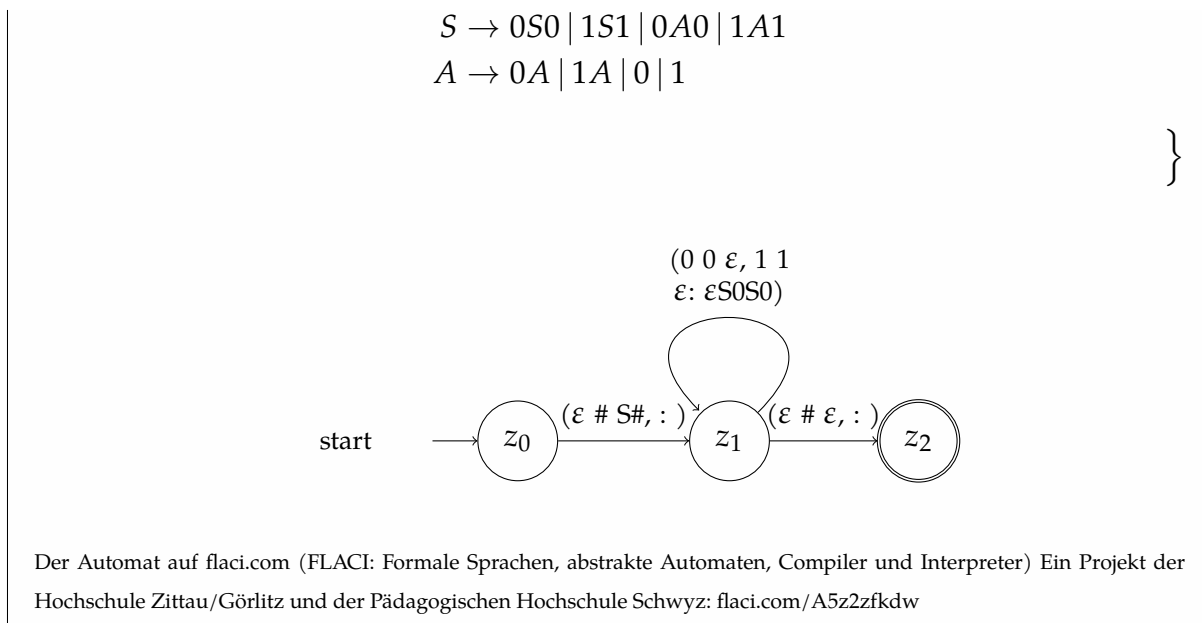 S → 0S0 | 1S1 | 0A0 | 1A1
A → 0A | 1A | 0 | 1
}
(0 0 ε, 1 1
ε: εS0S0)
start z₀ (ε # S#, : ) z₁ (ε # ε, : ) z₂
Der Automat auf flaci.com (FLACI: Formale Sprachen, abstrakte Automaten, Compiler und Interpreter) Ein Projekt der
Hochschule Zittau/Görlitz und der Pädagogischen Hochschule Schwyz: flaci.com/A5z2zfkdw